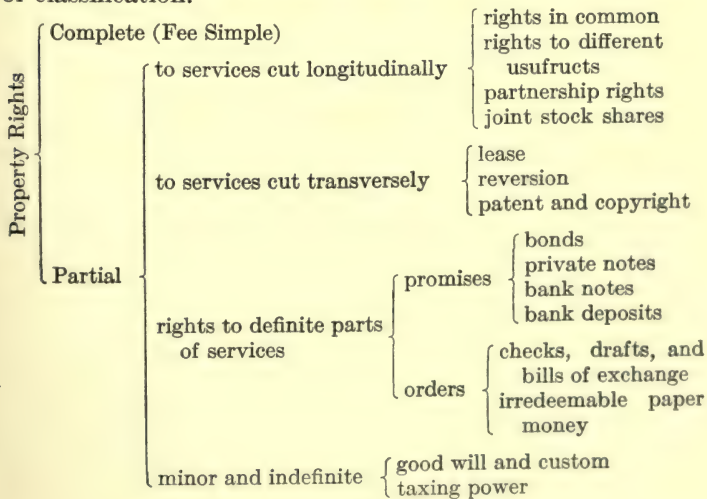 of classification.
Property Rights
Complete (Fee Simple)
Partial
to services cut longitudinally
rights in common
rights to different
usufructs
partnership rights
joint stock shares
to services cut transversely
lease
reversion
patent and copyright
rights to definite parts
of services
promises
bonds
private notes
bank notes
bank deposits
orders
checks, drafts, and
bills of exchange
irredeemable paper
money
minor and indefinite
good will and custom
taxing power